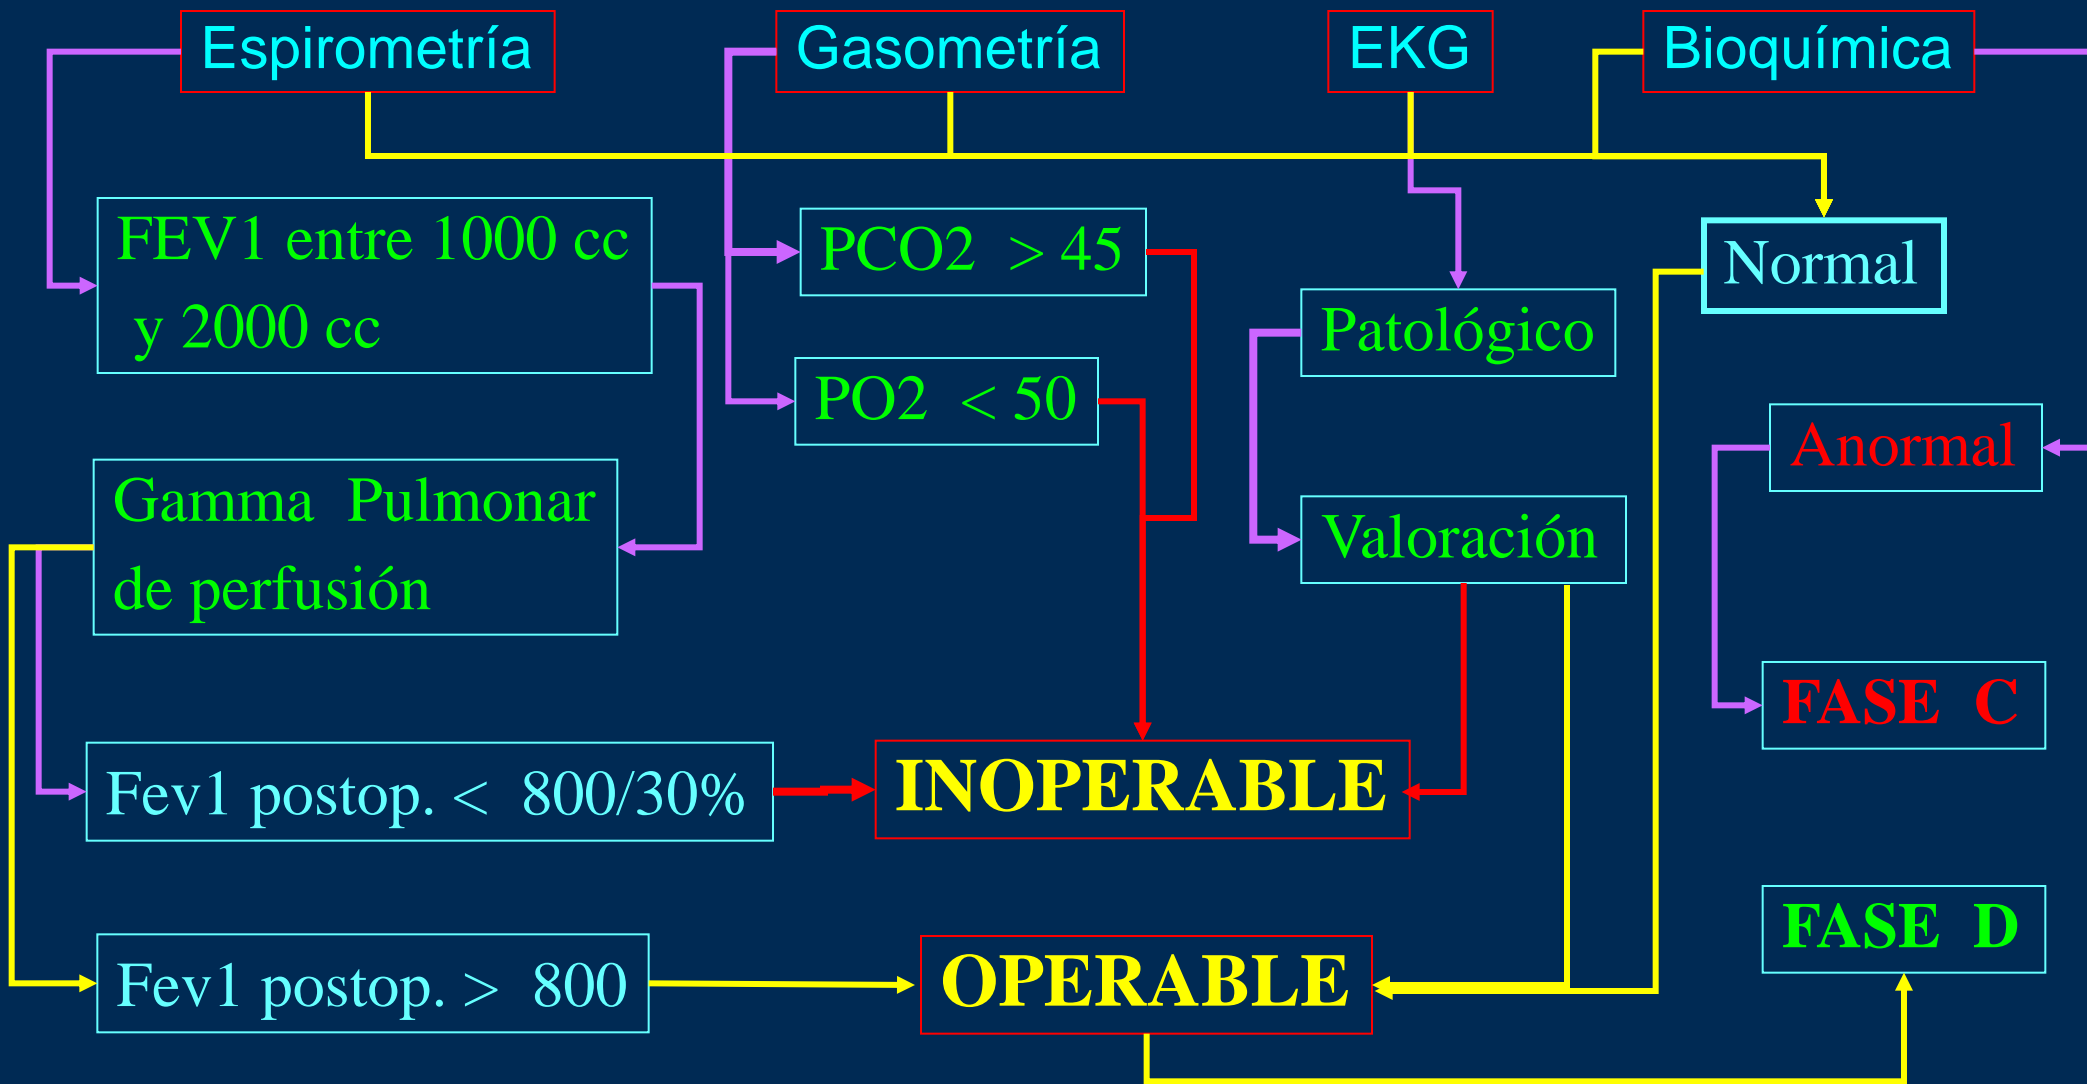 Espirometría
Gasometría
EKG
Bioquímica
FEV1 entre 1000 cc
y 2000 cc
PCO2 > 45
Normal
Patológico
PO2 < 50
Anormal
Gamma Pulmonar
de perfusión
Valoración
FASE C
Fev1 postop. < 800/30%
INOPERABLE
FASE D
Fev1 postop. > 800
OPERABLE